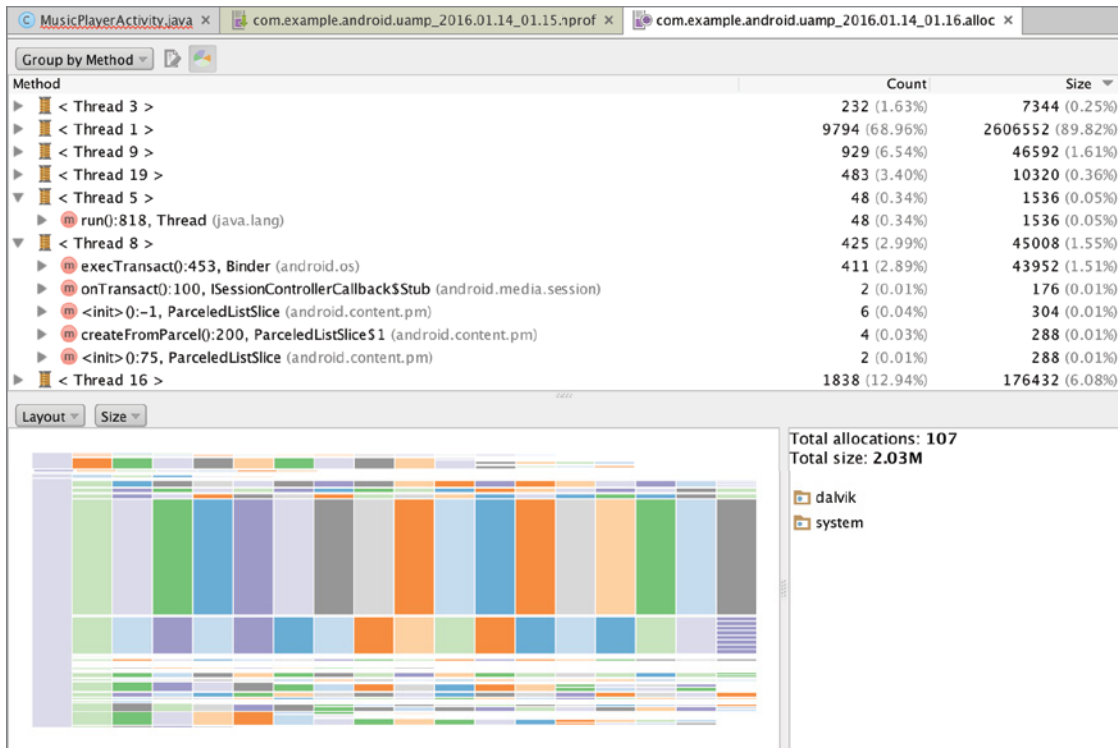 MusicPlayerActivity.java × com.example.android.uamp_2016.01.14_01.15.hprof × com.example.android.uamp_2016.01.14_01.16.alloc ×
Group by Method
Method Count Size
< Thread 3 > 232 (1.63%) 7344 (0.25%)
< Thread 1 > 9794 (68.96%) 2606552 (89.82%)
< Thread 9 > 929 (6.54%) 46592 (1.61%)
< Thread 19 > 483 (3.40%) 10320 (0.36%)
< Thread 5 > 48 (0.34%) 1536 (0.05%)
m run():818, Thread (java.lang) 48 (0.34%) 1536 (0.05%)
< Thread 8 > 425 (2.99%) 45008 (1.55%)
m execTransact():453, Binder (android.os) 411 (2.89%) 43952 (1.51%)
m onTransact():100, ISessionControllerCallback$Stub (android.media.session) 2 (0.01%) 176 (0.01%)
m <init>():-1, ParceledListSlice (android.content.pm) 6 (0.04%) 304 (0.01%)
m createFromParcel():200, ParceledListSlice$1 (android.content.pm) 4 (0.03%) 288 (0.01%)
m <init>():75, ParceledListSlice (android.content.pm) 2 (0.01%) 288 (0.01%)
< Thread 16 > 1838 (12.94%) 176432 (6.08%)
Layout Size
Total allocations: 107
Total size: 2.03M
dalvik
system